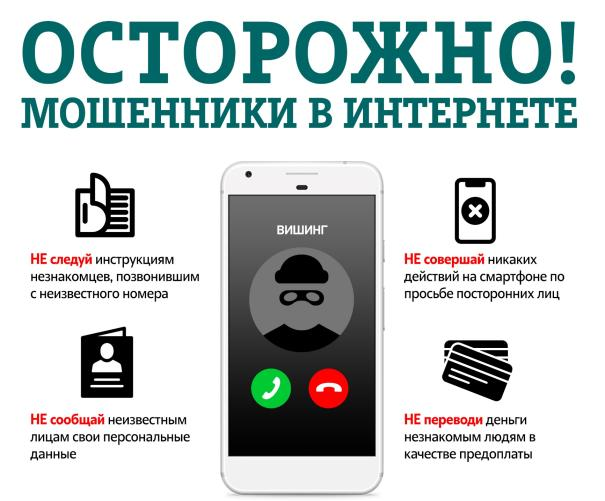 ОСТОРОЖНО!
МОШЕННИКИ В ИНТЕРНЕТЕ
НЕ следуй инструкциям
незнакомцев, позвонившим
с неизвестного номера
НЕ сообщай неизвестным
лицам свои персональные
данные
ВИШИНГ
НЕ совершай никаких
действий на смартфоне по
просьбе посторонних лиц
НЕ переводи деньги
незнакомым людям в
качестве предоплаты